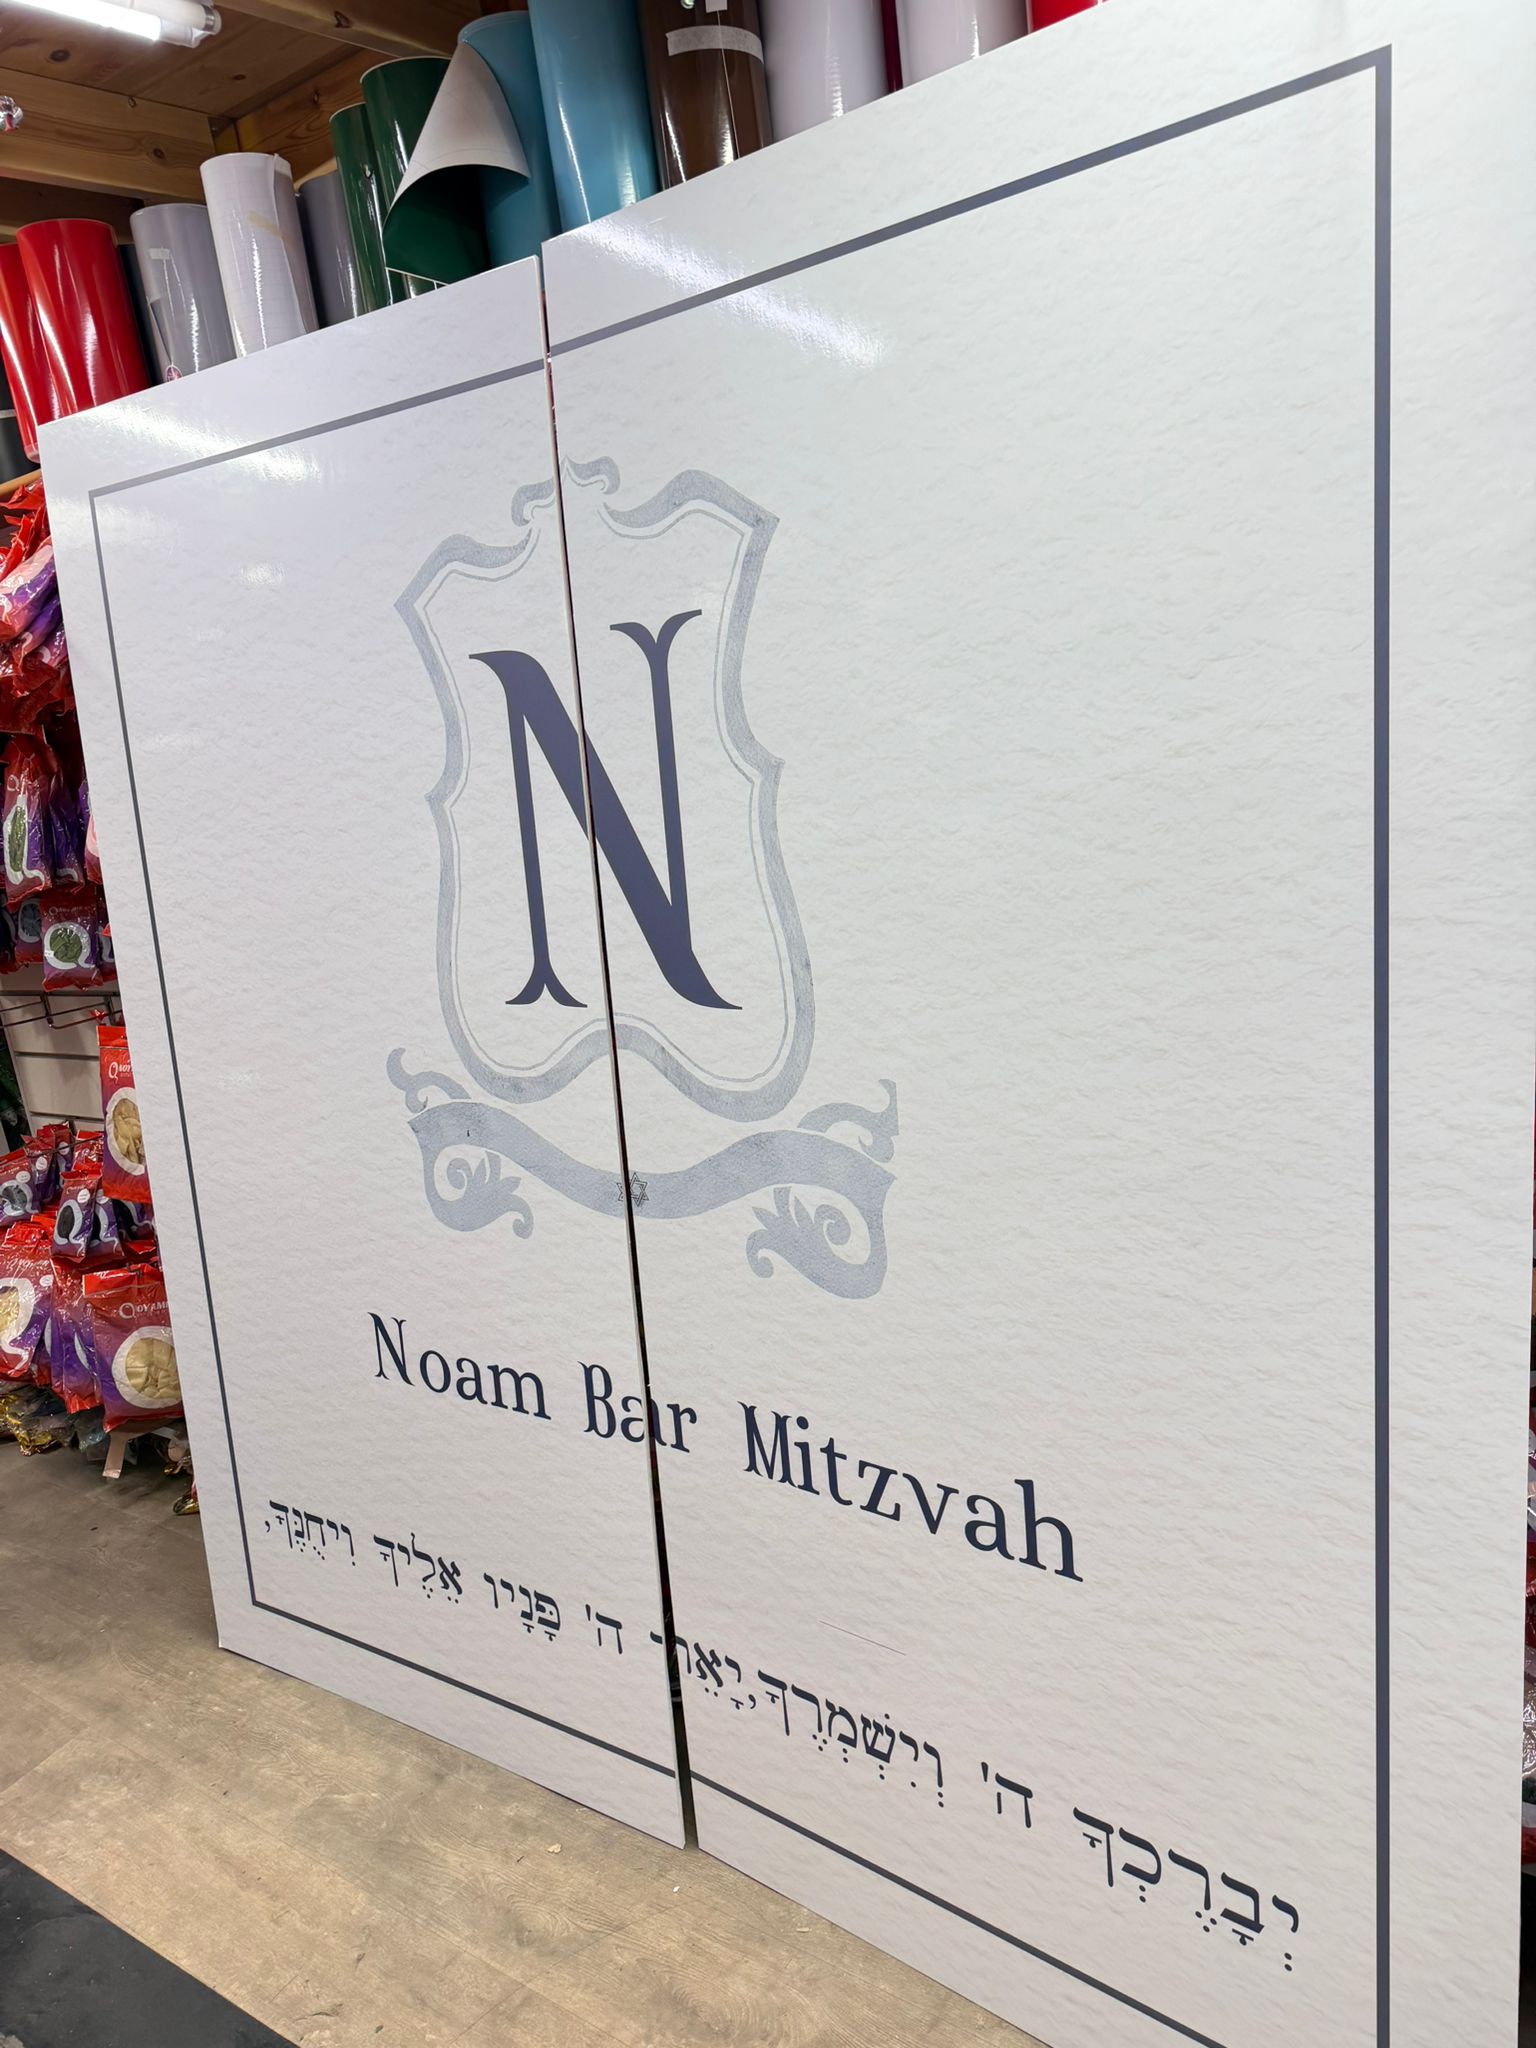 N
Noam Bar Mitzvah
יְבָרֶכְךָ ה' וְיִשְׁמְרֶךָ, יָאֵר ה' פָּנָיו אֵלֶיךָ וִיחֻנֶּךָּ,